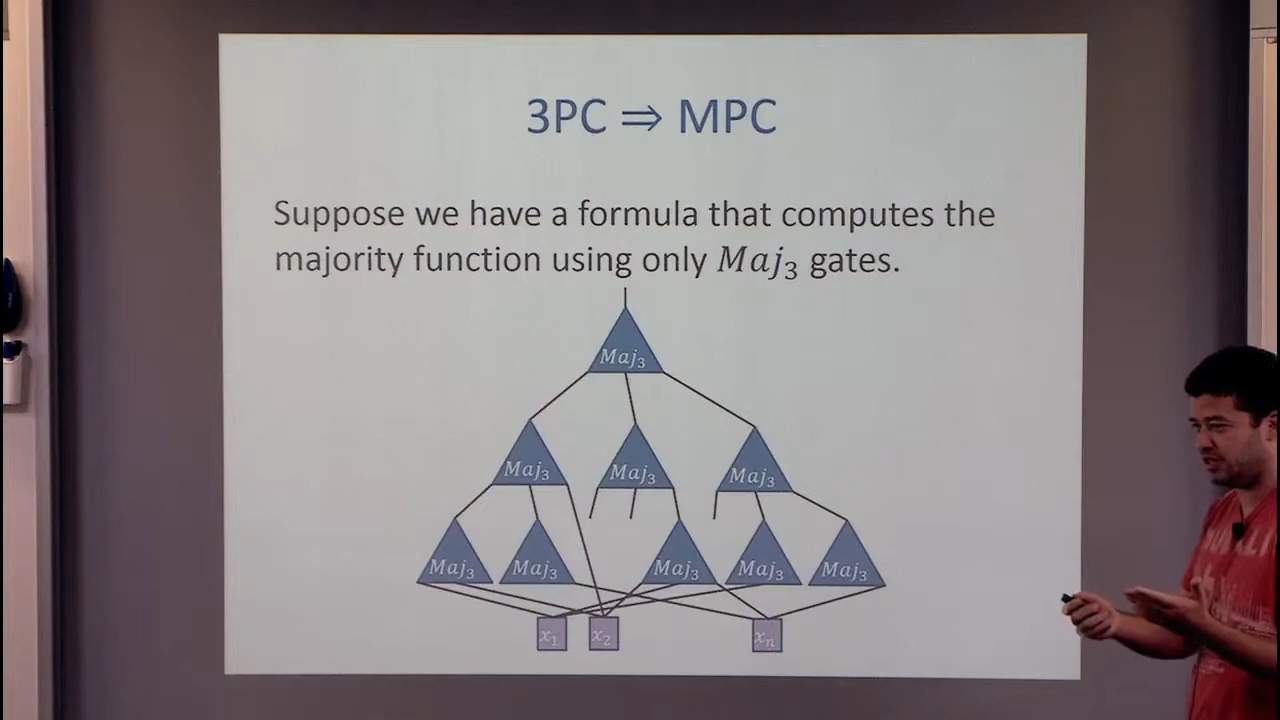 3PC ⇒ MPC
Suppose we have a formula that computes the
majority function using only Maj₃ gates.
Maj₃
Maj₃ Maj₃ Maj₃
Maj₃ Maj₃ Maj₃ Maj₃ Maj₃
x₁ x₂ xₙ